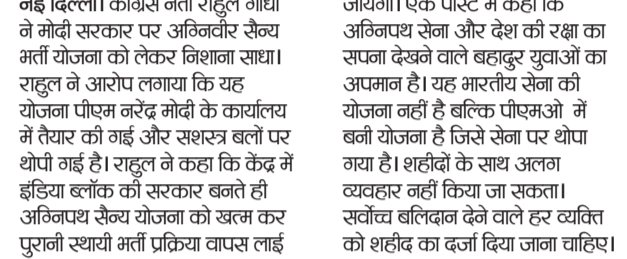 नई दिल्ली। कांग्रेस नेता राहुल गांधी
ने मोदी सरकार पर अग्निवीर सैन्य
भर्ती योजना को लेकर निशाना साधा।
राहुल ने आरोप लगाया कि यह
योजना पीएम नरेंद्र मोदी के कार्यालय
में तैयार की गई और सशस्त्र बलों पर
थोपी गई है। राहुल ने कहा कि केंद्र में
इंडिया ब्लॉक की सरकार बनते ही
अग्निपथ सैन्य योजना को खत्म कर
पुरानी स्थायी भर्ती प्रक्रिया वापस लाई
जायेगी। एक पोस्ट में कहा कि
अग्निपथ सेना और देश की रक्षा का
सपना देखने वाले बहादुर युवाओं का
अपमान है। यह भारतीय सेना की
योजना नहीं है बल्कि पीएमओ में
बनी योजना है जिसे सेना पर थोपा
गया है। शहीदों के साथ अलग
व्यवहार नहीं किया जा सकता।
सर्वोच्च बलिदान देने वाले हर व्यक्ति
को शहीद का दर्जा दिया जाना चाहिए।